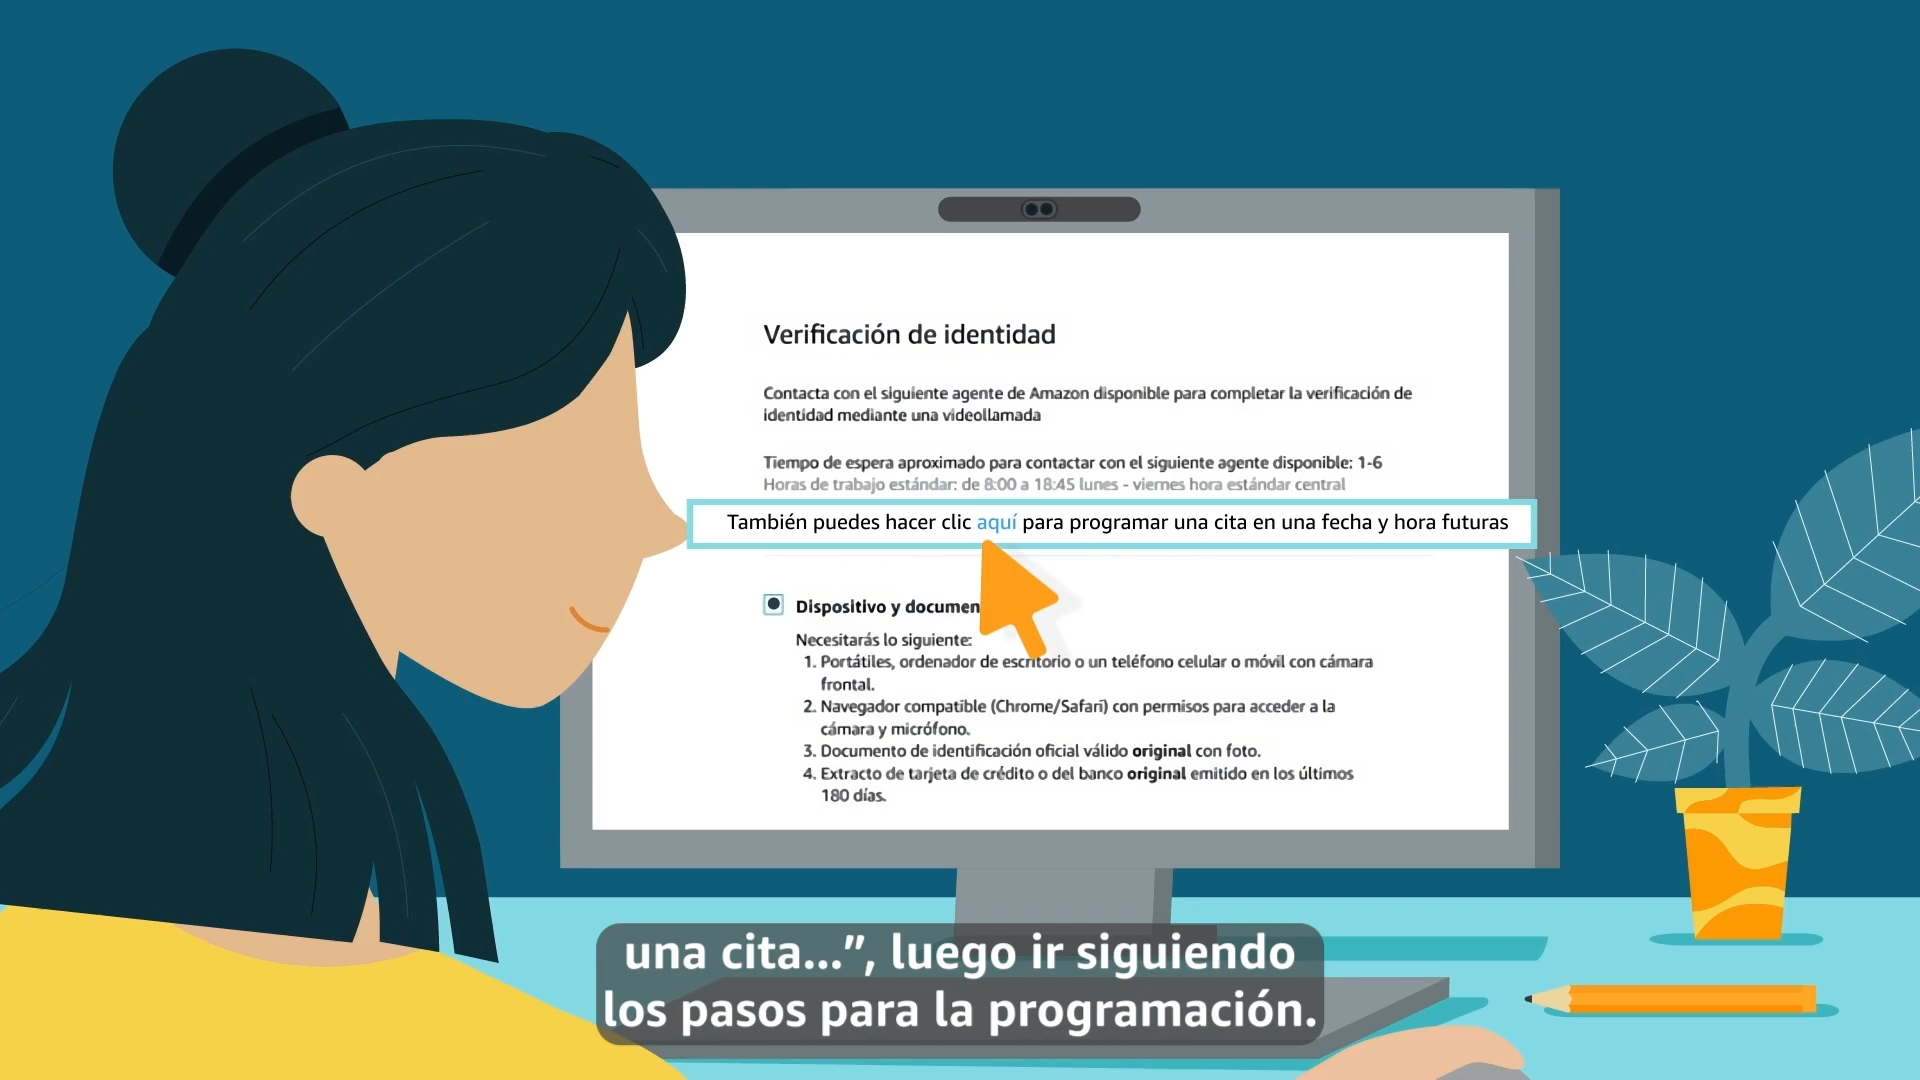 Verificación de identidad
Contacta con el siguiente agente de Amazon disponible para completar la verificación de
identidad mediante una videollamada
Tiempo de espera aproximado para contactar con el siguiente agente disponible: 1-6
Horas de trabajo estándar: de 8:00 a 18:45 lunes - viernes hora estándar central
También puedes hacer clic aquí para programar una cita en una fecha y hora futuras
Dispositivo y documen
Necesitarás lo siguiente:
1. Portátiles, ordenador de escritorio o un teléfono celular o móvil con cámara
frontal.
2. Navegador compatible (Chrome/Safari) con permisos para acceder a la
cámara y micrófono.
3. Documento de identificación oficial válido original con foto.
4. Extracto de tarjeta de crédito o del banco original emitido en los últimos
180 días.
una cita...”, luego ir siguiendo
los pasos para la programación.